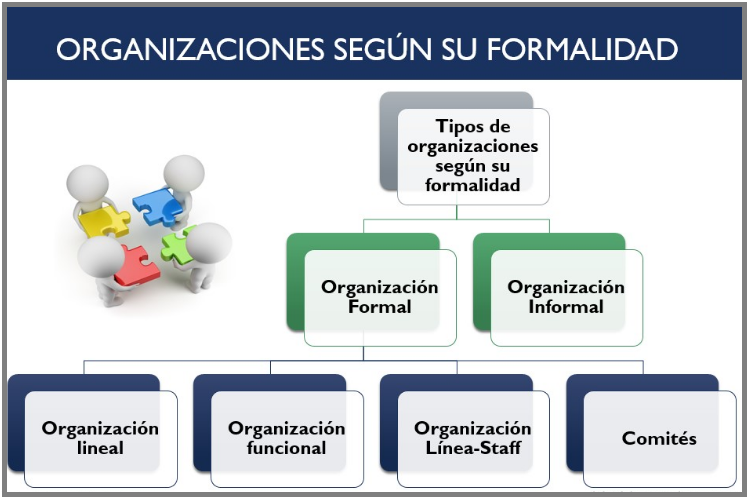 ORGANIZACIONES SEGÚN SU FORMALIDAD
Tipos de
organizaciones
según su
formalidad
Organización
Formal
Organización
Informal
Organización
lineal
Organización
funcional
Organización
Línea-Staff
Comités